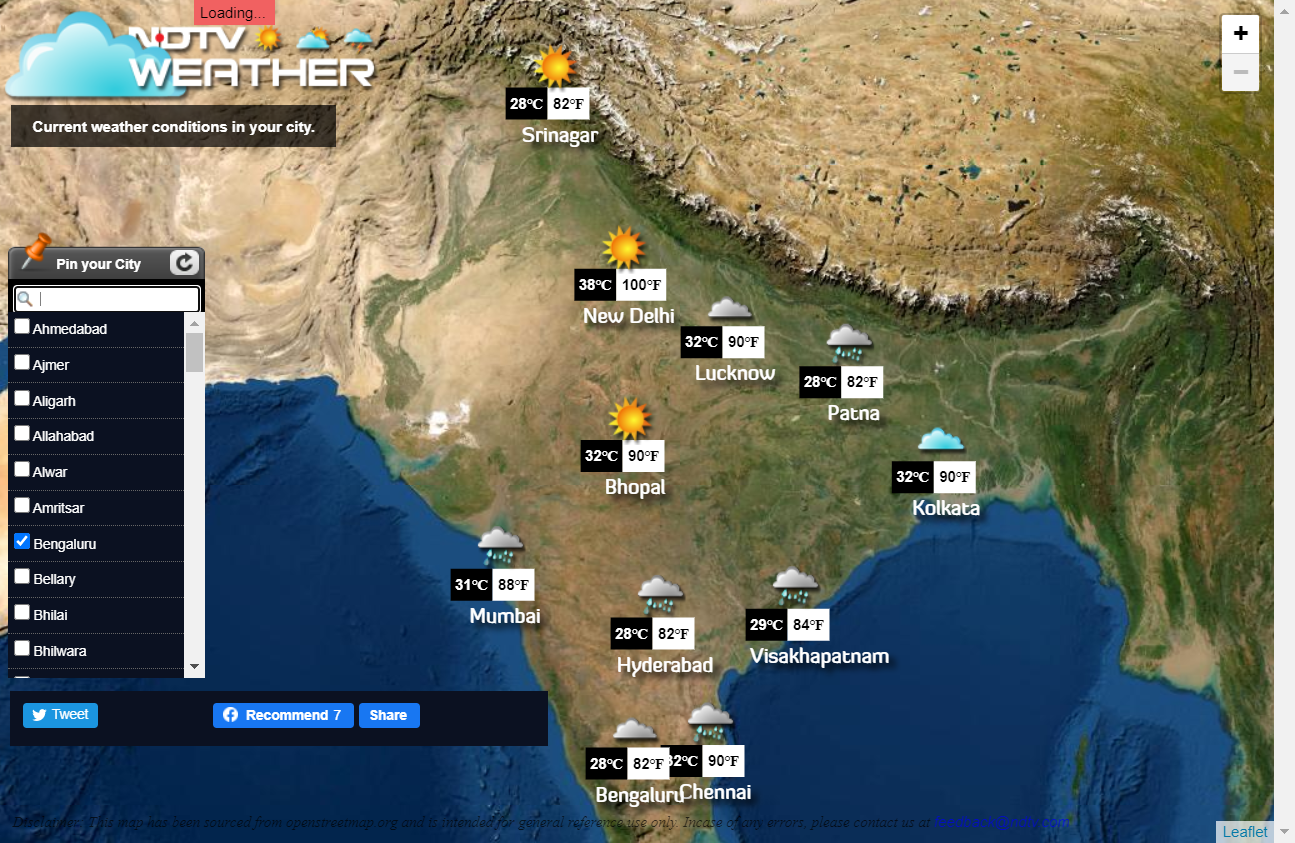 Loading...
NDTV
WEATHER
Current weather conditions in your city.
+
−
28°C 82°F
Srinagar
Pin your City
38°C 100°F
New Delhi
Ahmedabad
Ajmer
Aligarh
Allahabad
Alwar
Amritsar
Bengaluru
Bellary
Bhilai
Bhilwara
32°C 90°F
Lucknow
28°C 82°F
Patna
32°C 90°F
Bhopal
32°C 90°F
Kolkata
31°C 88°F
Mumbai
28°C 82°F
Hyderabad
29°C 84°F
Visakhapatnam
Tweet
Recommend 7
Share
28°C 82°F
Bengaluru
32°C 90°F
Chennai
Disclaimer: This map has been sourced from openstreetmap.org and is intended for general reference use only. Incase of any errors, please contact us at feedback@ndtv.com
Leaflet